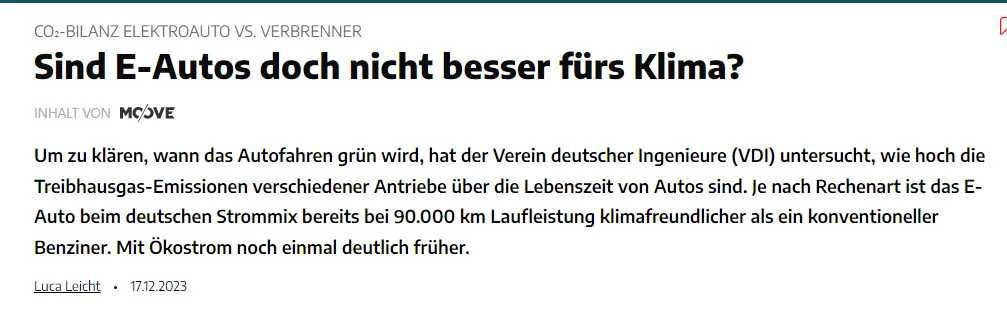 CO₂-BILANZ ELEKTROAUTO VS. VERBRENNER
Sind E-Autos doch nicht besser fürs Klima?
INHALT VON MOOVE
Um zu klären, wann das Autofahren grün wird, hat der Verein deutscher Ingenieure (VDI) untersucht, wie hoch die
Treibhausgas-Emissionen verschiedener Antriebe über die Lebenszeit von Autos sind. Je nach Rechenart ist das E-
Auto beim deutschen Strommix bereits bei 90.000 km Laufleistung klimafreundlicher als ein konventioneller
Benziner. Mit Ökostrom noch einmal deutlich früher.
Luca Leicht • 17.12.2023